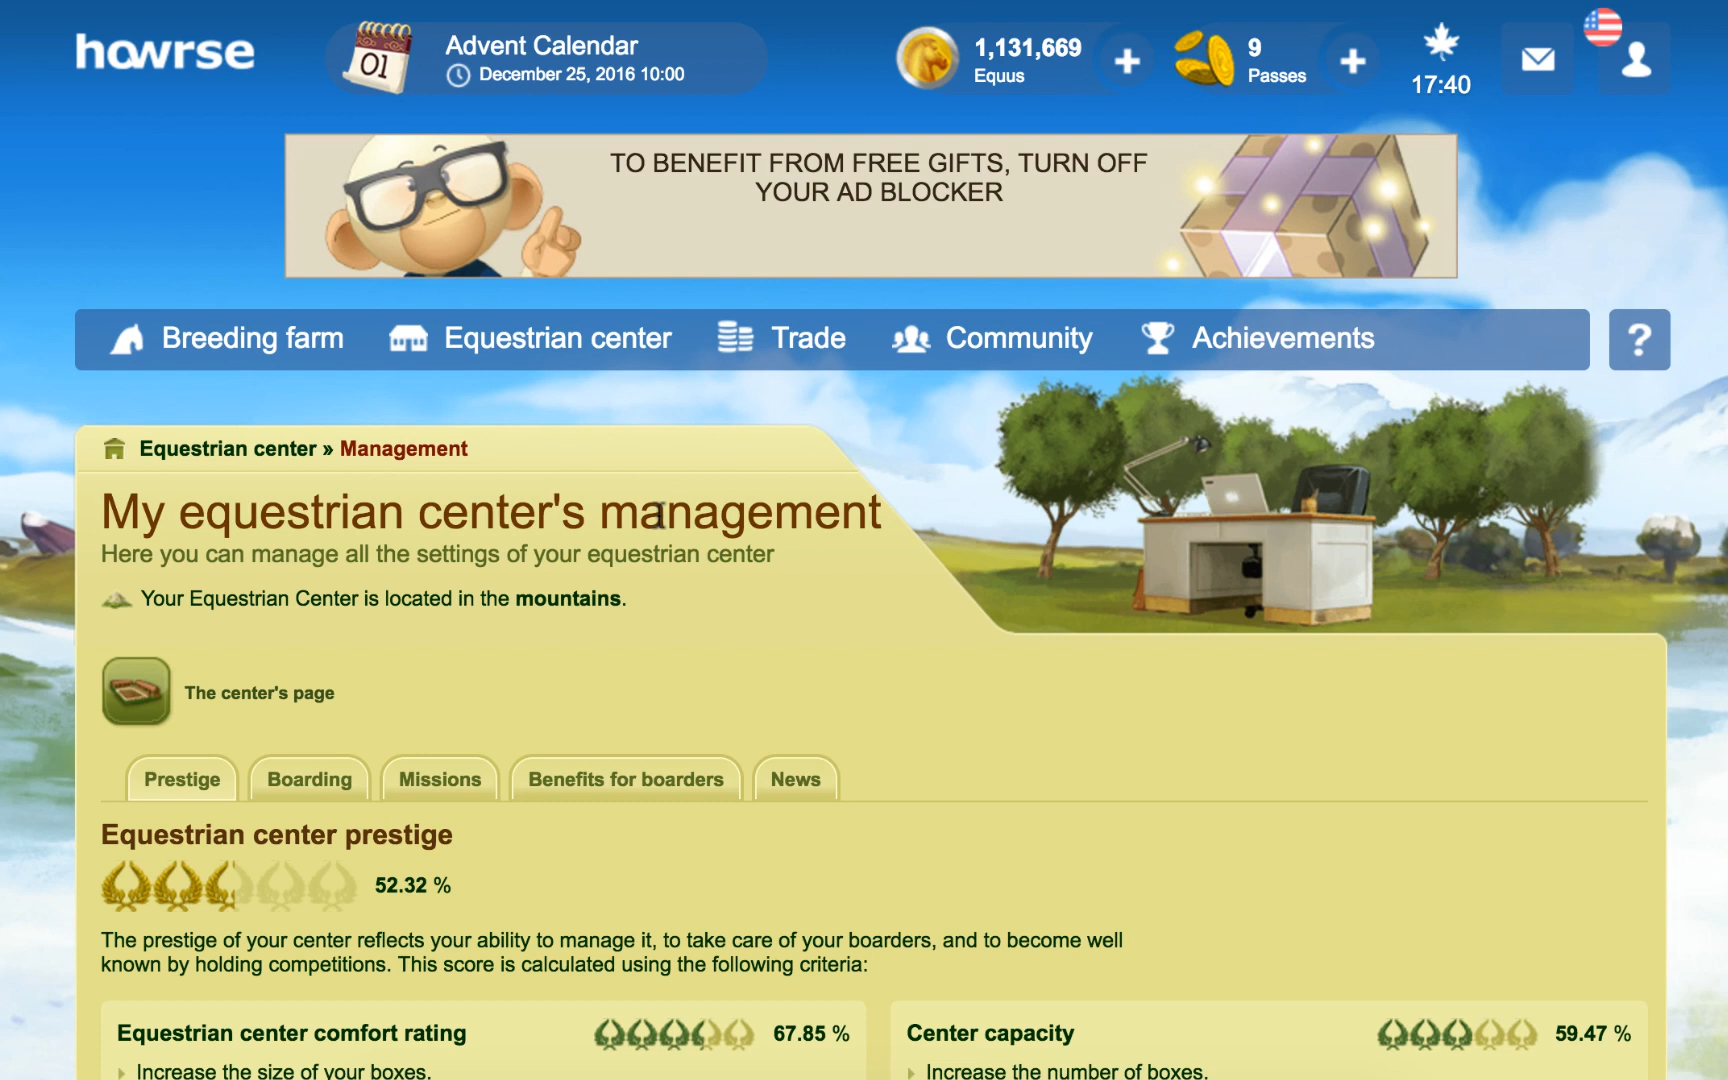 howrse
01
Advent Calendar
December 25, 2016 10:00
1,131,669
Equus
9
Passes
17:40
TO BENEFIT FROM FREE GIFTS, TURN OFF
YOUR AD BLOCKER
Breeding farm
Equestrian center
Trade
Community
Achievements
?
Equestrian center » Management
My equestrian center's management
Here you can manage all the settings of your equestrian center
Your Equestrian Center is located in the mountains.
The center's page
Prestige
Boarding
Missions
Benefits for boarders
News
Equestrian center prestige
52.32 %
The prestige of your center reflects your ability to manage it, to take care of your boarders, and to become well
known by holding competitions. This score is calculated using the following criteria:
Equestrian center comfort rating
67.85 %
Increase the size of your boxes.
Center capacity
59.47 %
Increase the number of boxes.